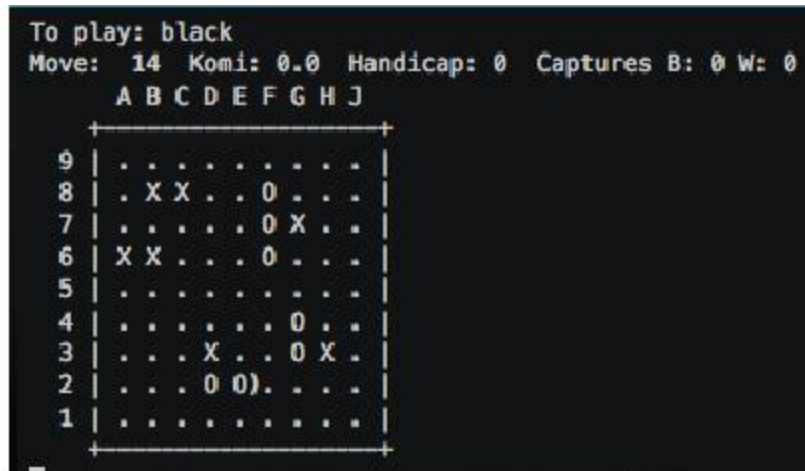 To play: black
Move:  14  Komi: 0.0  Handicap: 0  Captures B: 0 W: 0
      A B C D E F G H J
    +-------------------+
  9 | . . . . . . . . . |
  8 | . X X . . O . . . |
  7 | . . . . . O X . . |
  6 | X X . . . O . . . |
  5 | . . . . . . . . . |
  4 | . . . . . . O . . |
  3 | . . . X . . O X . |
  2 | . . . O O). . . . |
  1 | . . . . . . . . . |
    +-------------------+